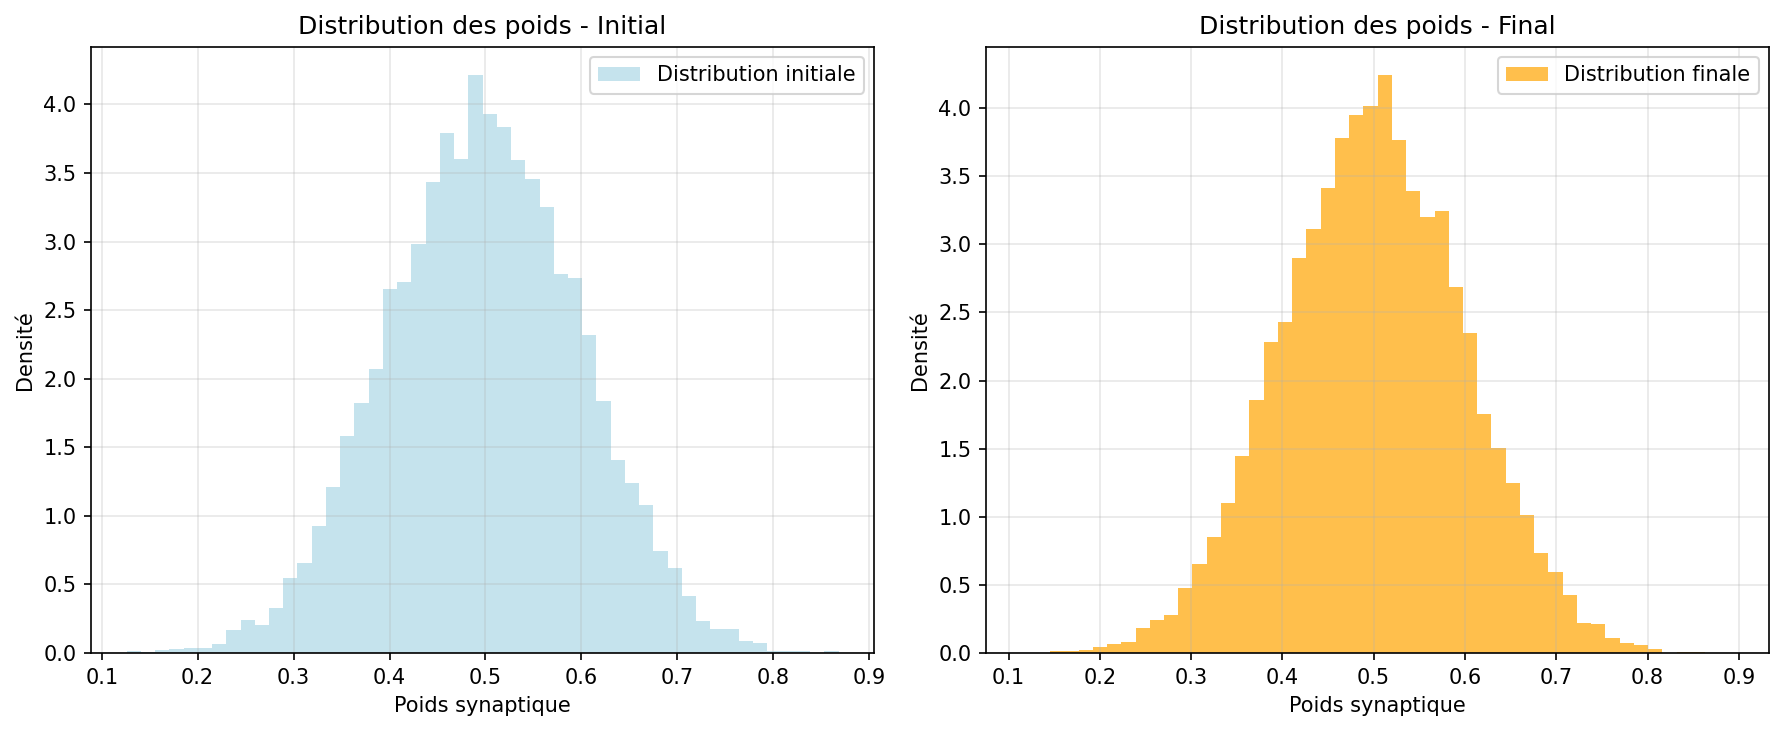 Distribution des poids - Initial
Distribution initiale
4.0
3.5
3.0
2.5
2.0
1.5
1.0
0.5
0.0
Densité
0.1 0.2 0.3 0.4 0.5 0.6 0.7 0.8 0.9
Poids synaptique
Distribution des poids - Final
Distribution finale
4.0
3.5
3.0
2.5
2.0
1.5
1.0
0.5
0.0
Densité
0.1 0.2 0.3 0.4 0.5 0.6 0.7 0.8 0.9
Poids synaptique